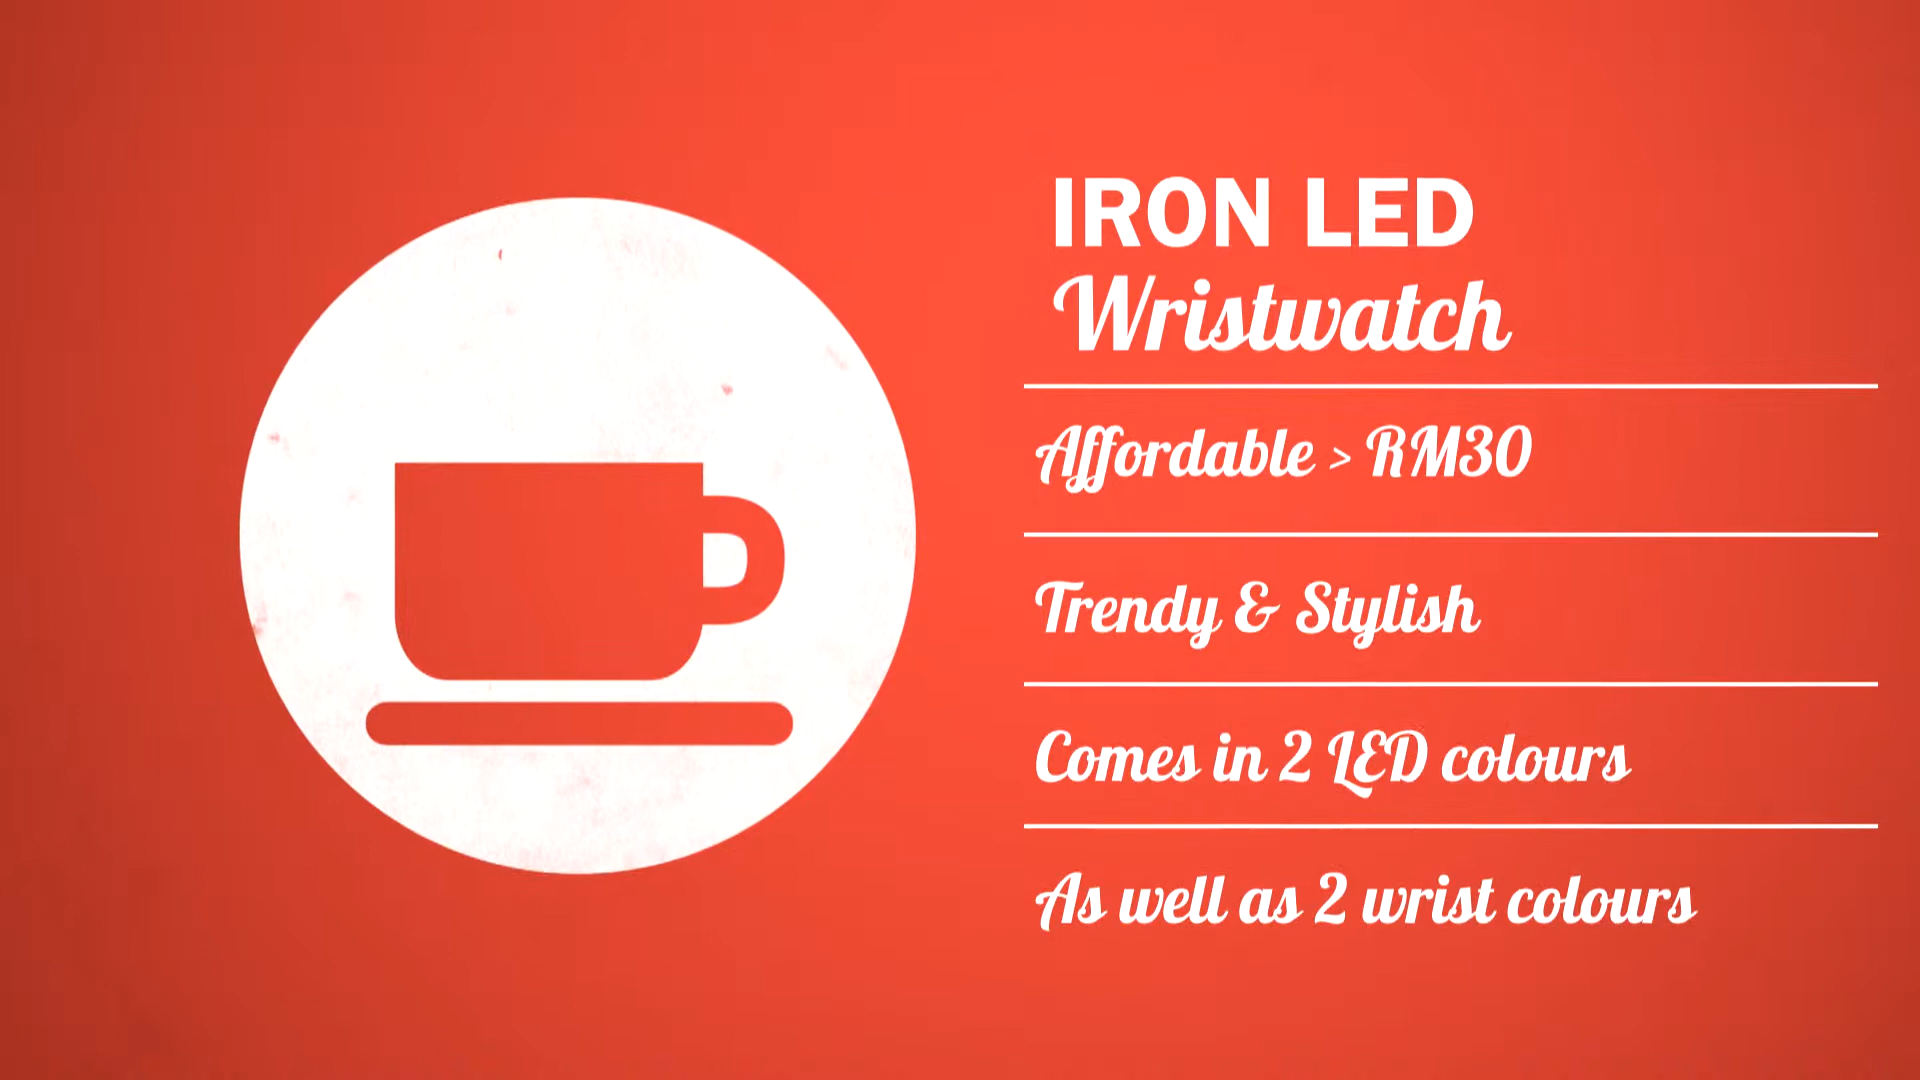 IRON LED
Wristwatch
Affordable > RM30
Trendy & Stylish
Comes in 2 LED colours
As well as 2 wrist colours